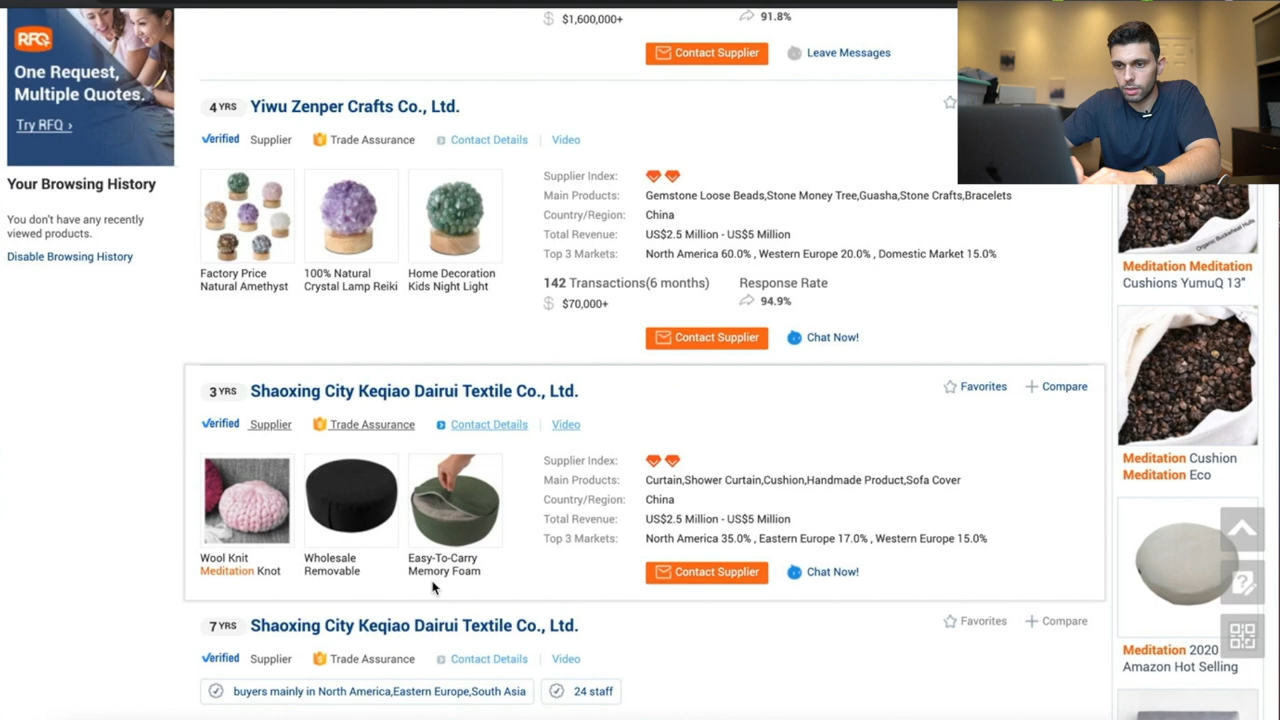 RFQ
One Request,
Multiple Quotes.
Try RFQ ›
Your Browsing History
You don't have any recently
viewed products.
Disable Browsing History
$1,600,000+
91.8%
Contact Supplier
Leave Messages
4 YRS
Yiwu Zenper Crafts Co., Ltd.
Verified Supplier
Trade Assurance
Contact Details
Video
Factory Price
Natural Amethyst
100% Natural
Crystal Lamp Reiki
Home Decoration
Kids Night Light
Supplier Index:
Main Products: Gemstone Loose Beads,Stone Money Tree,Guasha,Stone Crafts,Bracelets
Country/Region: China
Total Revenue: US$2.5 Million - US$5 Million
Top 3 Markets: North America 60.0% , Western Europe 20.0% , Domestic Market 15.0%
142 Transactions(6 months)
$70,000+
Response Rate
94.9%
Contact Supplier
Chat Now!
3 YRS
Shaoxing City Keqiao Dairui Textile Co., Ltd.
Favorites
Compare
Verified Supplier
Trade Assurance
Contact Details
Video
Wool Knit
Meditation Knot
Wholesale
Removable
Easy-To-Carry
Memory Foam
Supplier Index:
Main Products: Curtain,Shower Curtain,Cushion,Handmade Product,Sofa Cover
Country/Region: China
Total Revenue: US$2.5 Million - US$5 Million
Top 3 Markets: North America 35.0% , Eastern Europe 17.0% , Western Europe 15.0%
Contact Supplier
Chat Now!
7 YRS
Shaoxing City Keqiao Dairui Textile Co., Ltd.
Favorites
Compare
Verified Supplier
Trade Assurance
Contact Details
Video
buyers mainly in North America,Eastern Europe,South Asia
24 staff
Organic Buckwheat Hulls
Meditation Meditation
Cushions YumuQ 13"
Meditation Cushion
Meditation Eco
Meditation 2020
Amazon Hot Selling